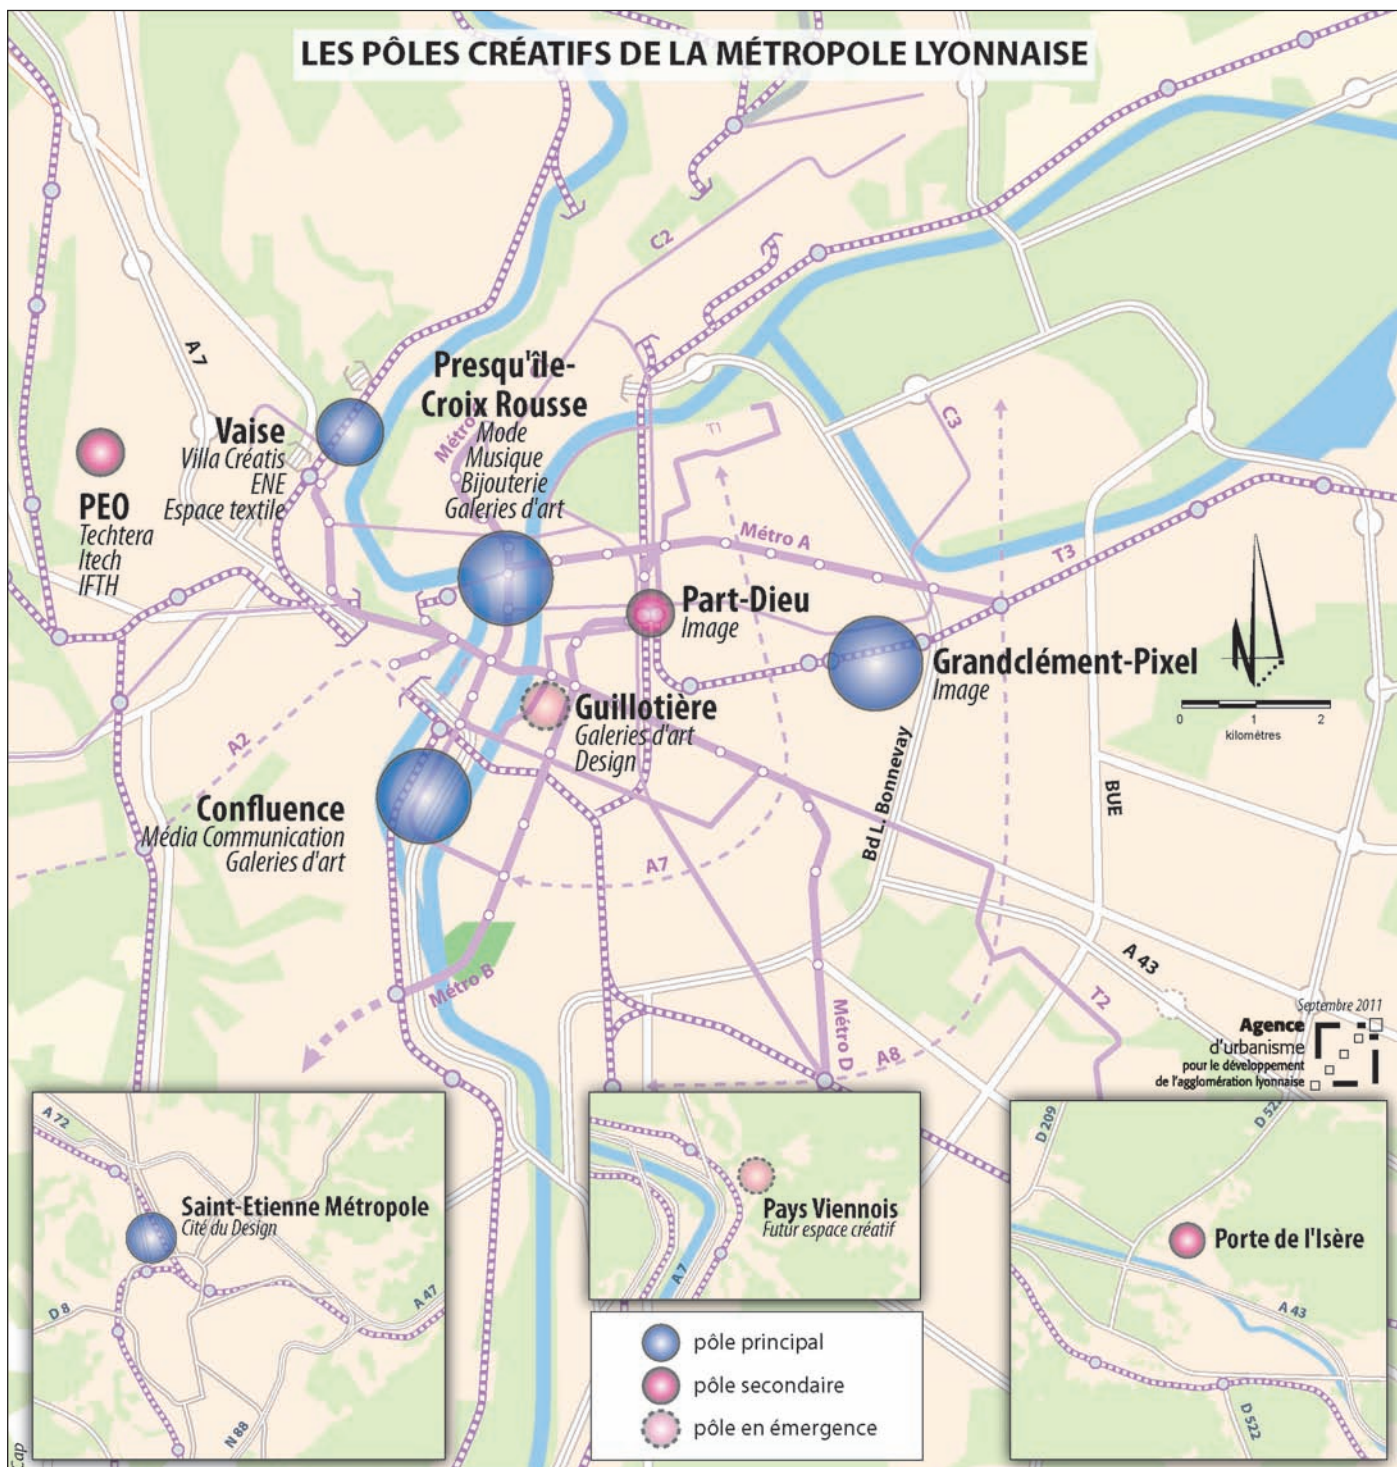 LES PÔLES CRÉATIFS DE LA MÉTROPOLE LYONNAISE
C2
A 7
Presqu'île-
Croix Rousse
Mode
Musique
Bijouterie
Galeries d'art
Métro
Vaise
Villa Créatis
ENE
Espace textile
PEO
Techtera
Itech
IFTH
T1
C3
Métro A
T3
Part-Dieu
Image
Grandclément-Pixel
Image
N
0 1 2
kilomètres
Guillotière
Galeries d'art
Design
A2
Confluence
Média Communication
Galeries d'art
A7
Bd L. Bonnevay
BUE
Métro B
Métro D
A8
A 43
T2
Septembre 2011
Agence
d'urbanisme
pour le développement
de l'agglomération lyonnaise
A 72
Saint-Etienne Métropole
Cité du Design
D 8
A 47
N 88
Pays Viennois
Futur espace créatif
A 7
D 209
D 522
Porte de l'Isère
A 43
D 522
pôle principal
pôle secondaire
pôle en émergence
Cap